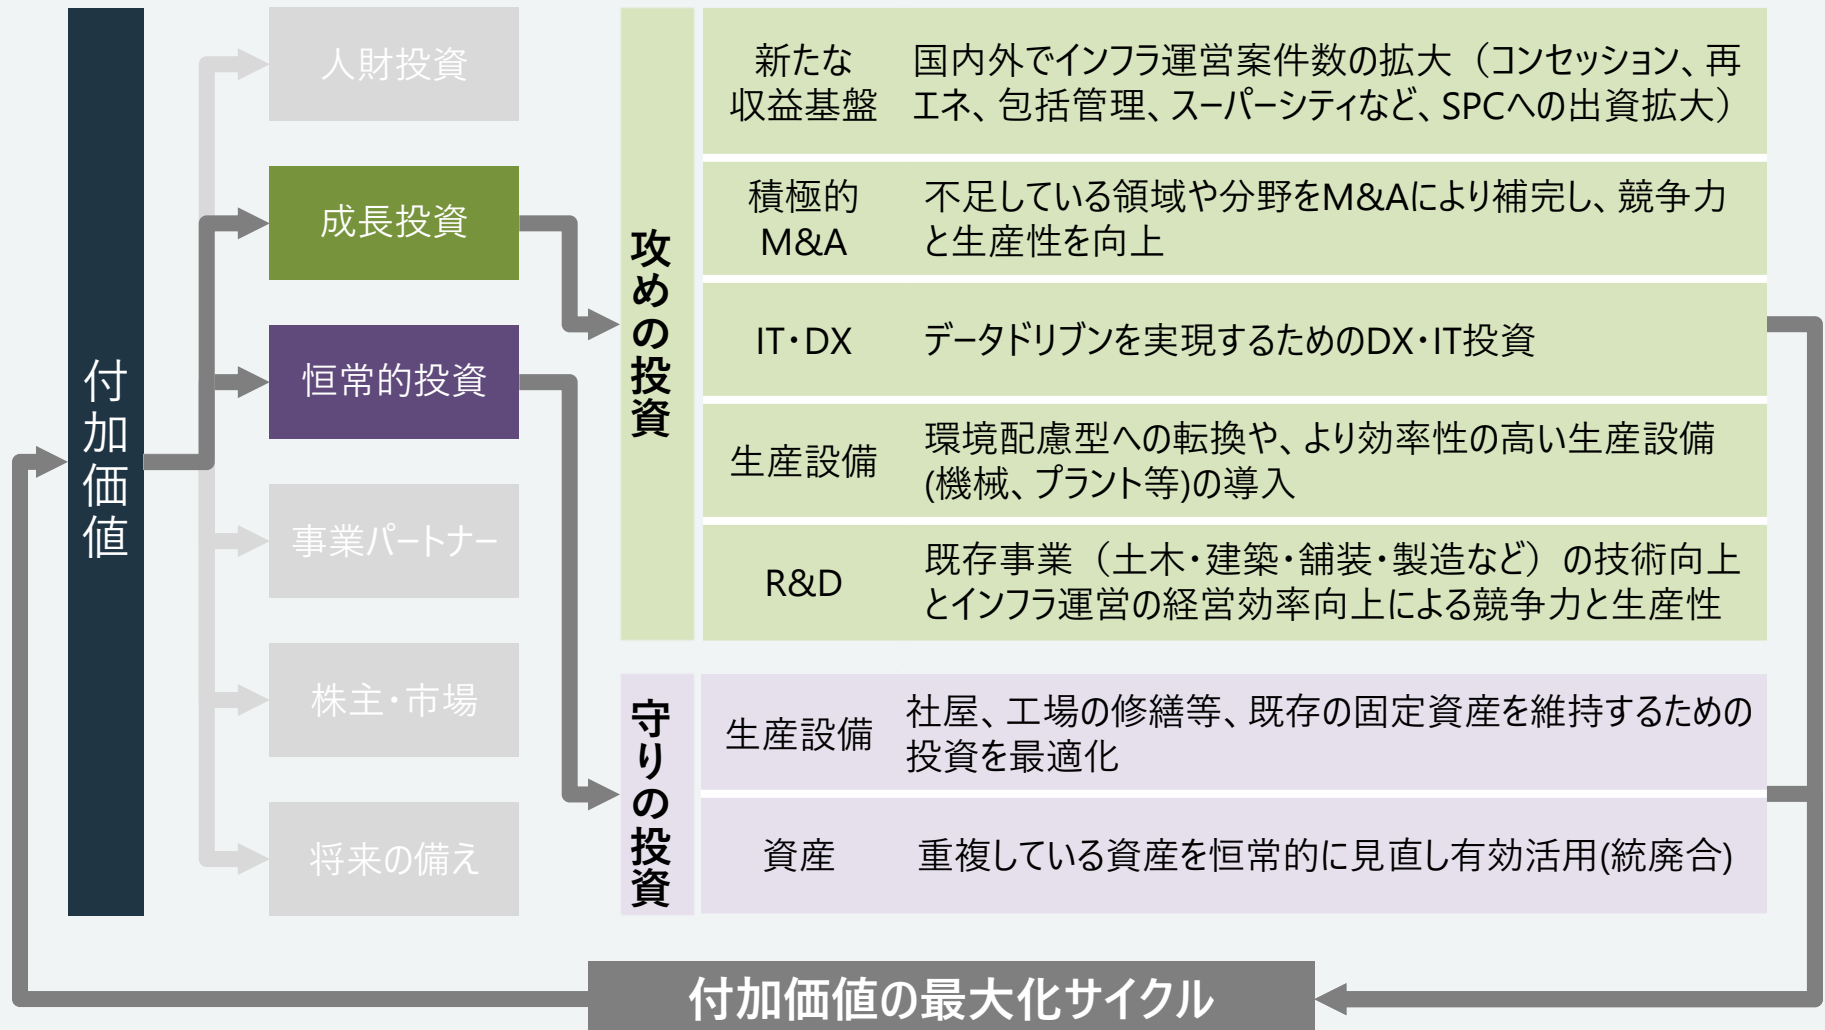 付加価値
人財投資
成長投資
恒常的投資
事業パートナー
株主・市場
将来の備え
攻めの投資
新たな
収益基盤
国内外でインフラ運営案件数の拡大（コンセッション、再
エネ、包括管理、スーパーシティなど、SPCへの出資拡大）
積極的
M&A
不足している領域や分野をM&Aにより補完し、競争力
と生産性を向上
IT・DX
データドリブンを実現するためのDX・IT投資
生産設備
環境配慮型への転換や、より効率性の高い生産設備
(機械、プラント等)の導入
R&D
既存事業（土木・建築・舗装・製造など）の技術向上
とインフラ運営の経営効率向上による競争力と生産性
守りの投資
生産設備
社屋、工場の修繕等、既存の固定資産を維持するための
投資を最適化
資産
重複している資産を恒常的に見直し有効活用(統廃合)
付加価値の最大化サイクル